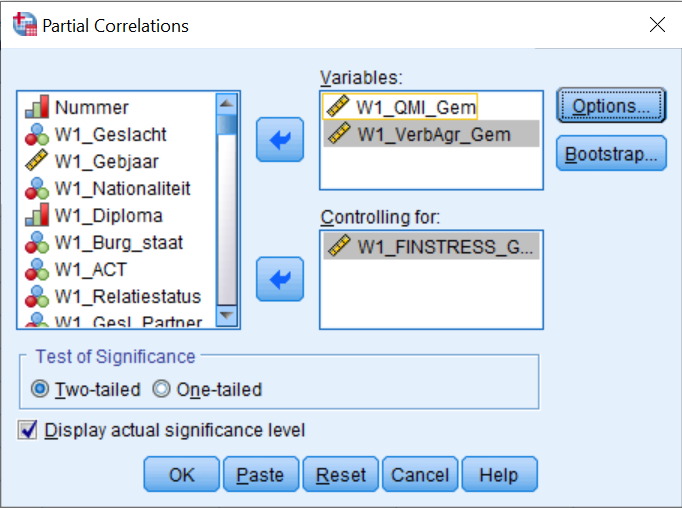 Partial Correlations
Variables:
Nummer
W1_Geslacht
W1_Gebjaar
W1_Nationaliteit
W1_Diploma
W1_Burg_staat
W1_ACT
W1_Relatiestatus
W1_Gesl_Partner
W1_QMI_Gem
W1_VerbAgr_Gem
Options...
Bootstrap...
Controlling for:
W1_FINSTRESS_G...
Test of Significance
Two-tailed One-tailed
Display actual significance level
OK Paste Reset Cancel Help